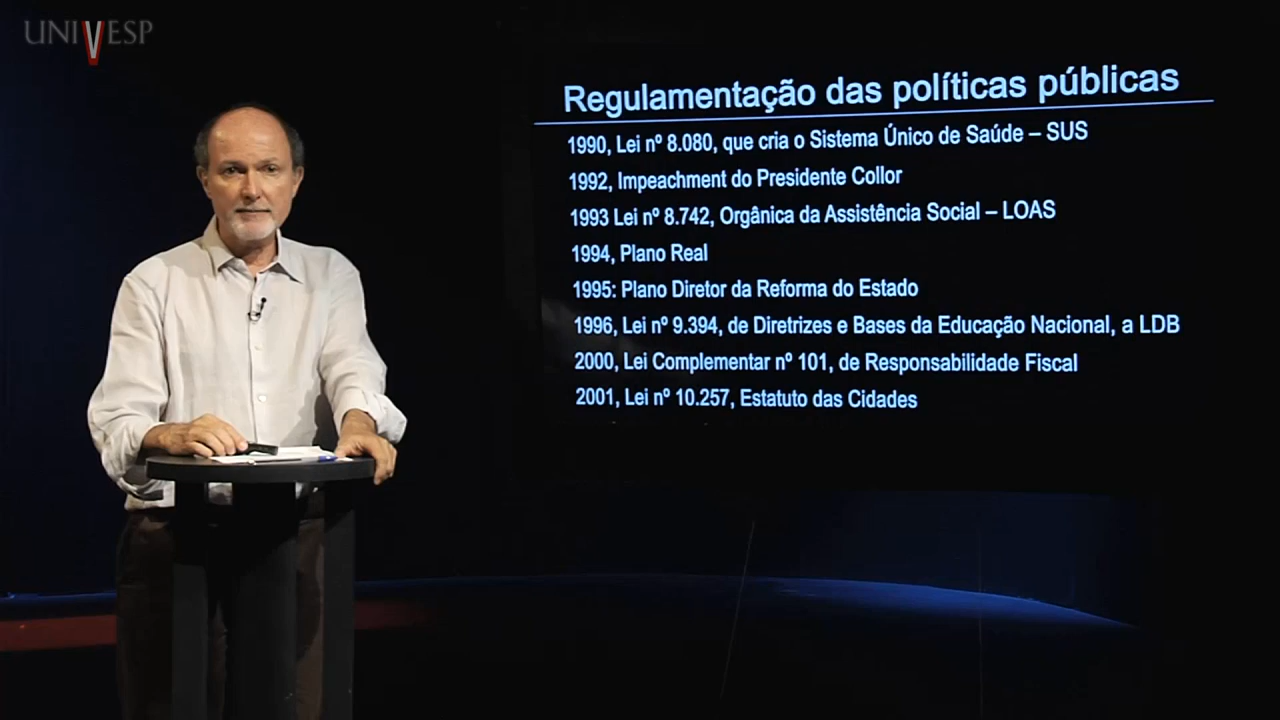 UNIVESP
Regulamentação das políticas públicas
1990, Lei nº 8.080, que cria o Sistema Único de Saúde – SUS
1992, Impeachment do Presidente Collor
1993 Lei nº 8.742, Orgânica da Assistência Social – LOAS
1994, Plano Real
1995: Plano Diretor da Reforma do Estado
1996, Lei nº 9.394, de Diretrizes e Bases da Educação Nacional, a LDB
2000, Lei Complementar nº 101, de Responsabilidade Fiscal
2001, Lei nº 10.257, Estatuto das Cidades